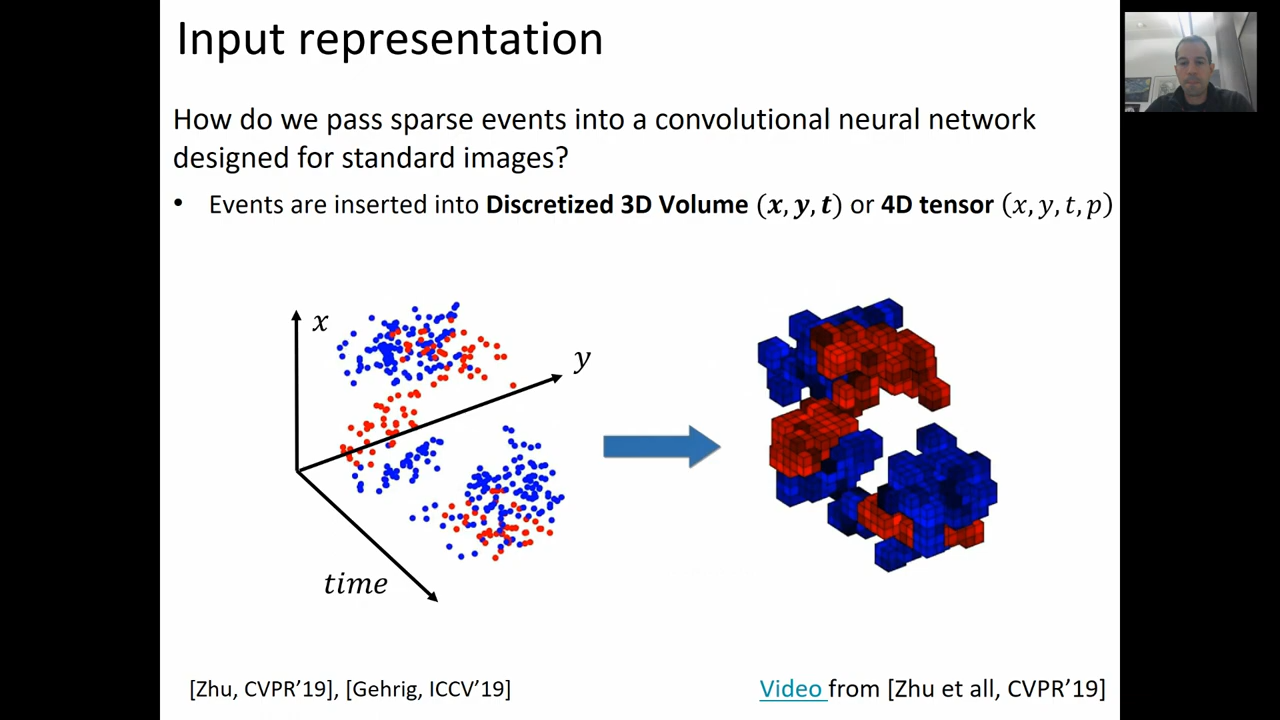 Input representation
How do we pass sparse events into a convolutional neural network
designed for standard images?
• Events are inserted into Discretized 3D Volume (x, y, t) or 4D tensor (x, y, t, p)
x
y
time
[Zhu, CVPR’19], [Gehrig, ICCV’19]
Video from [Zhu et all, CVPR’19]